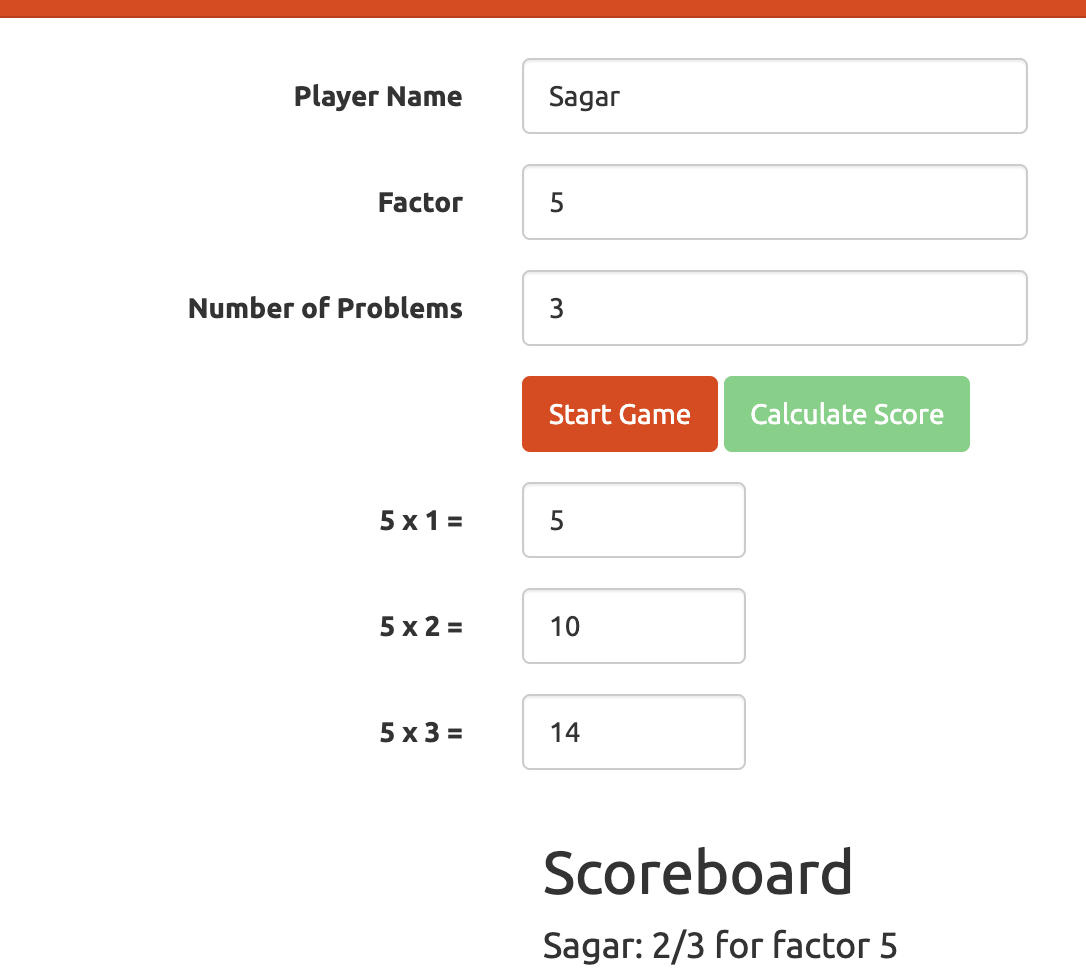 Player Name Sagar
Factor 5
Number of Problems 3
Start Game Calculate Score
5 x 1 = 5
5 x 2 = 10
5 x 3 = 14
Scoreboard
Sagar: 2/3 for factor 5